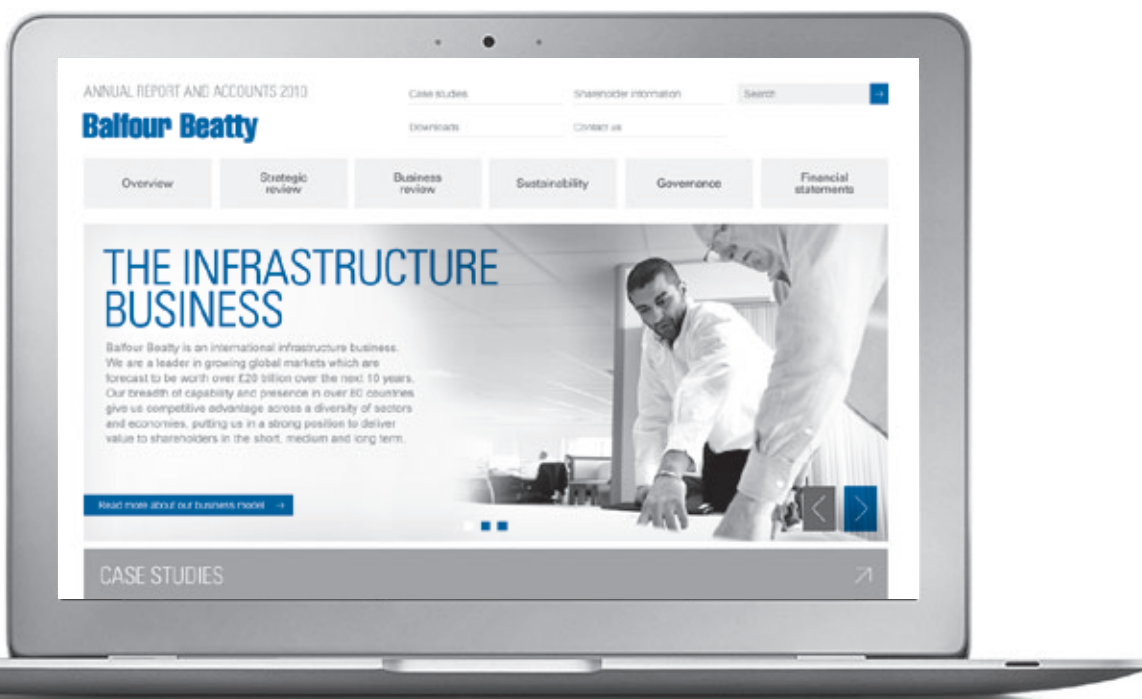 ANNUAL REPORT AND ACCOUNTS 2010
Balfour Beatty
Case studies
Shareholder information
Search
Downloads
Contact us
Overview
Strategic
review
Business
review
Sustainability
Governance
Financial
statements
THE INFRASTRUCTURE
BUSINESS
Balfour Beatty is an international infrastructure business.
We are a leader in growing global markets which are
forecast to be worth over £20 trillion over the next 10 years.
Our breadth of capability and presence in over 80 countries
give us competitive advantage across a diversity of sectors
and economies, putting us in a strong position to deliver
value to shareholders in the short, medium and long term.
Read more about our business model
CASE STUDIES